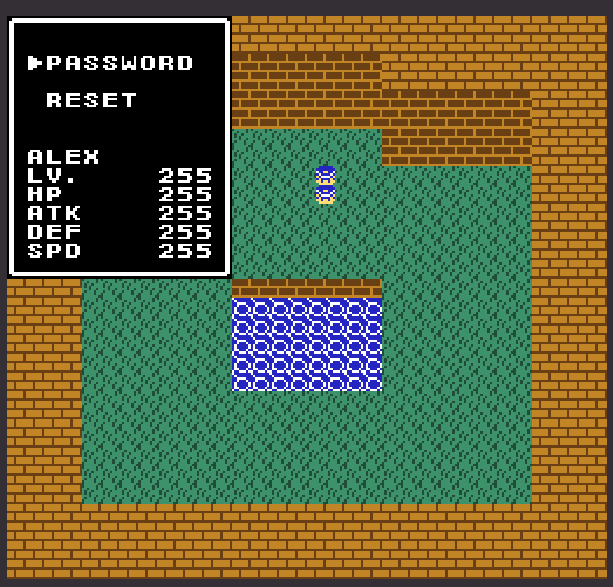 PASSWORD
RESET
ALEX
LV. 255
HP 255
ATK 255
DEF 255
SPD 255